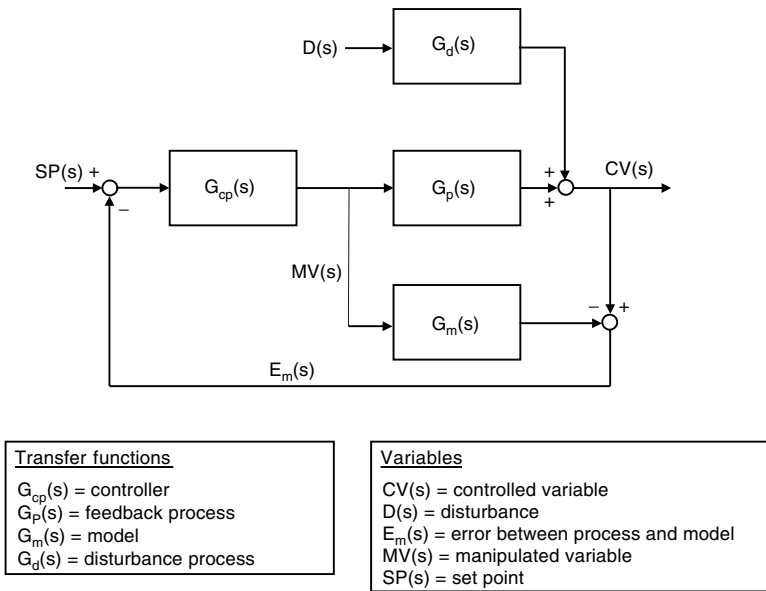 D(s)
G_d(s)
SP(s) +
−
G_cp(s)
G_p(s)
+
+
CV(s)
MV(s)
G_m(s)
− +
E_m(s)
Transfer functions
G_cp(s) = controller
G_P(s) = feedback process
G_m(s) = model
G_d(s) = disturbance process
Variables
CV(s) = controlled variable
D(s) = disturbance
E_m(s) = error between process and model
MV(s) = manipulated variable
SP(s) = set point